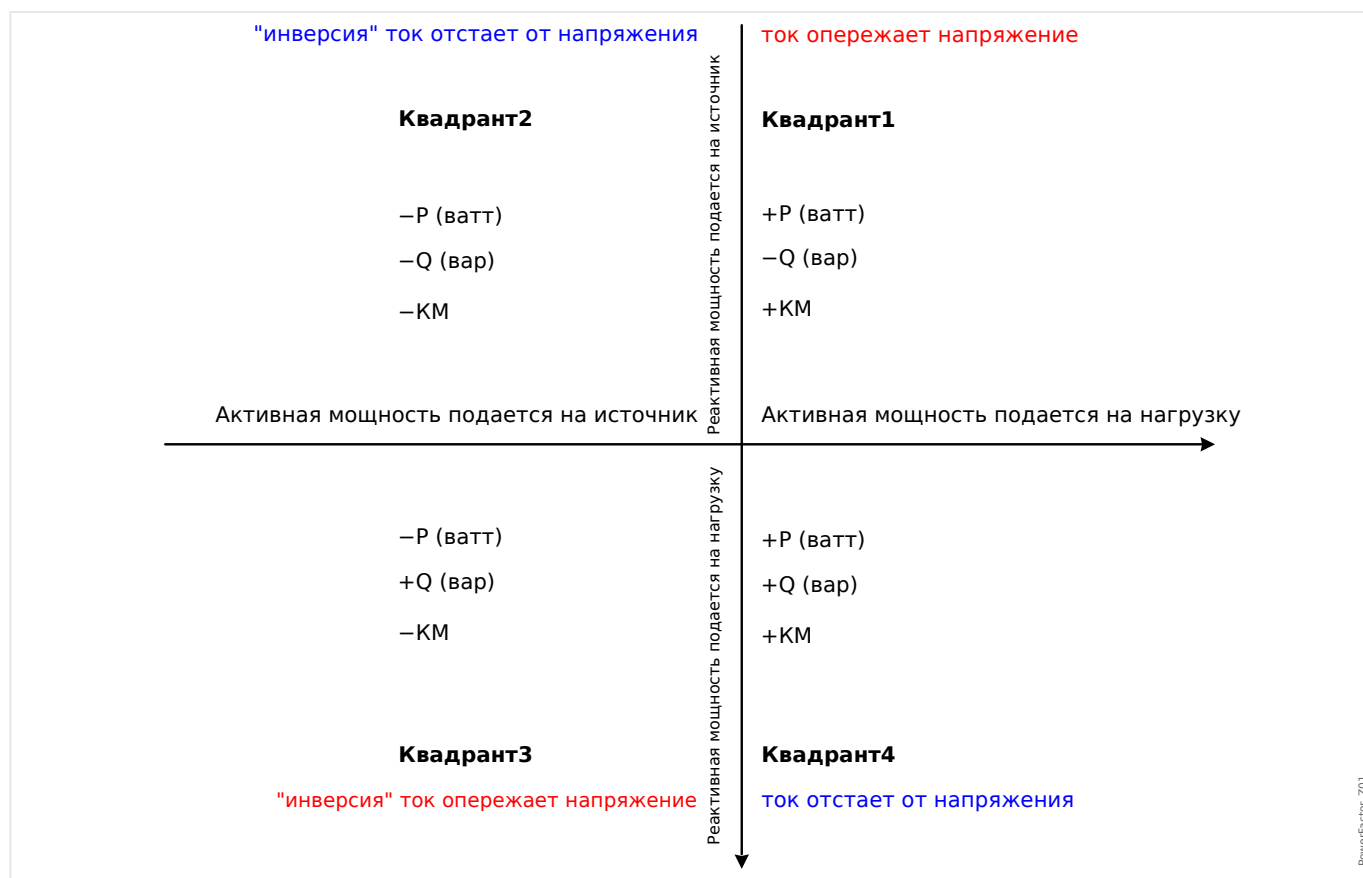 "инверсия" ток отстает от напряжения
ток опережает напряжение
Реактивная мощность подается на источник
Квадрант2
Квадрант1
−P (ватт)
−Q (вар)
−КМ
+P (ватт)
−Q (вар)
+КМ
Активная мощность подается на источник
Активная мощность подается на нагрузку
Реактивная мощность подается на нагрузку
−P (ватт)
+Q (вар)
−КМ
+P (ватт)
+Q (вар)
+КМ
Квадрант3
Квадрант4
"инверсия" ток опережает напряжение
ток отстает от напряжения
PowerFactor_Z01